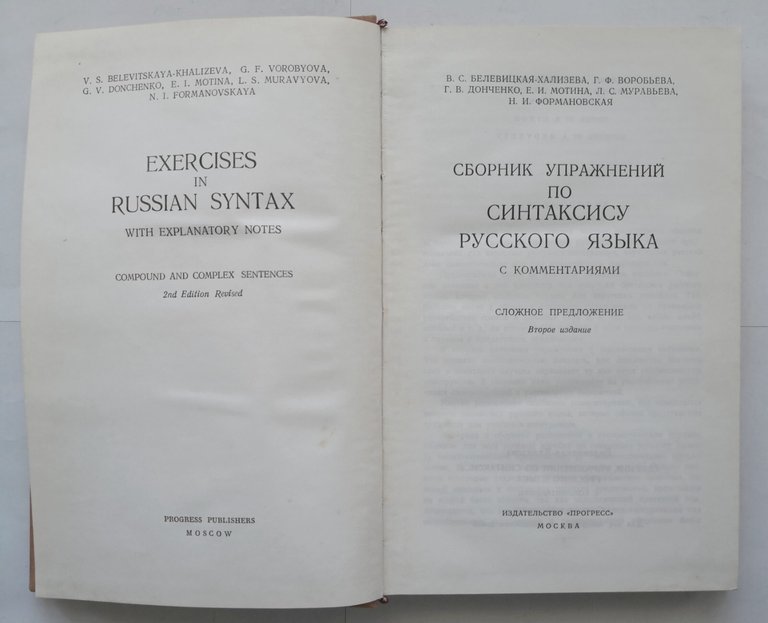 V. S. BELEVITSKAYA-KHALIZEVA, G. F. VOROBYOVA,
G. V. DONCHENKO, E. I. MOTINA, L. S. MURAVYOVA,
N. I. FORMANOVSKAYA
EXERCISES
IN
RUSSIAN SYNTAX
WITH EXPLANATORY NOTES
COMPOUND AND COMPLEX SENTENCES
2nd Edition Revised
PROGRESS PUBLISHERS
MOSCOW
В. С. БЕЛЕВИЦКАЯ-ХАЛИЗЕВА, Г. Ф. ВОРОБЬЕВА,
Г. В. ДОНЧЕНКО, Е. И. МОТИНА, Л. С. МУРАВЬЕВА,
Н. И. ФОРМАНОВСКАЯ
СБОРНИК УПРАЖНЕНИЙ
ПО
СИНТАКСИСУ
РУССКОГО ЯЗЫКА
С КОММЕНТАРИЯМИ
СЛОЖНОЕ ПРЕДЛОЖЕНИЕ
Второе издание
ИЗДАТЕЛЬСТВО «ПРОГРЕСС»
МОСКВА